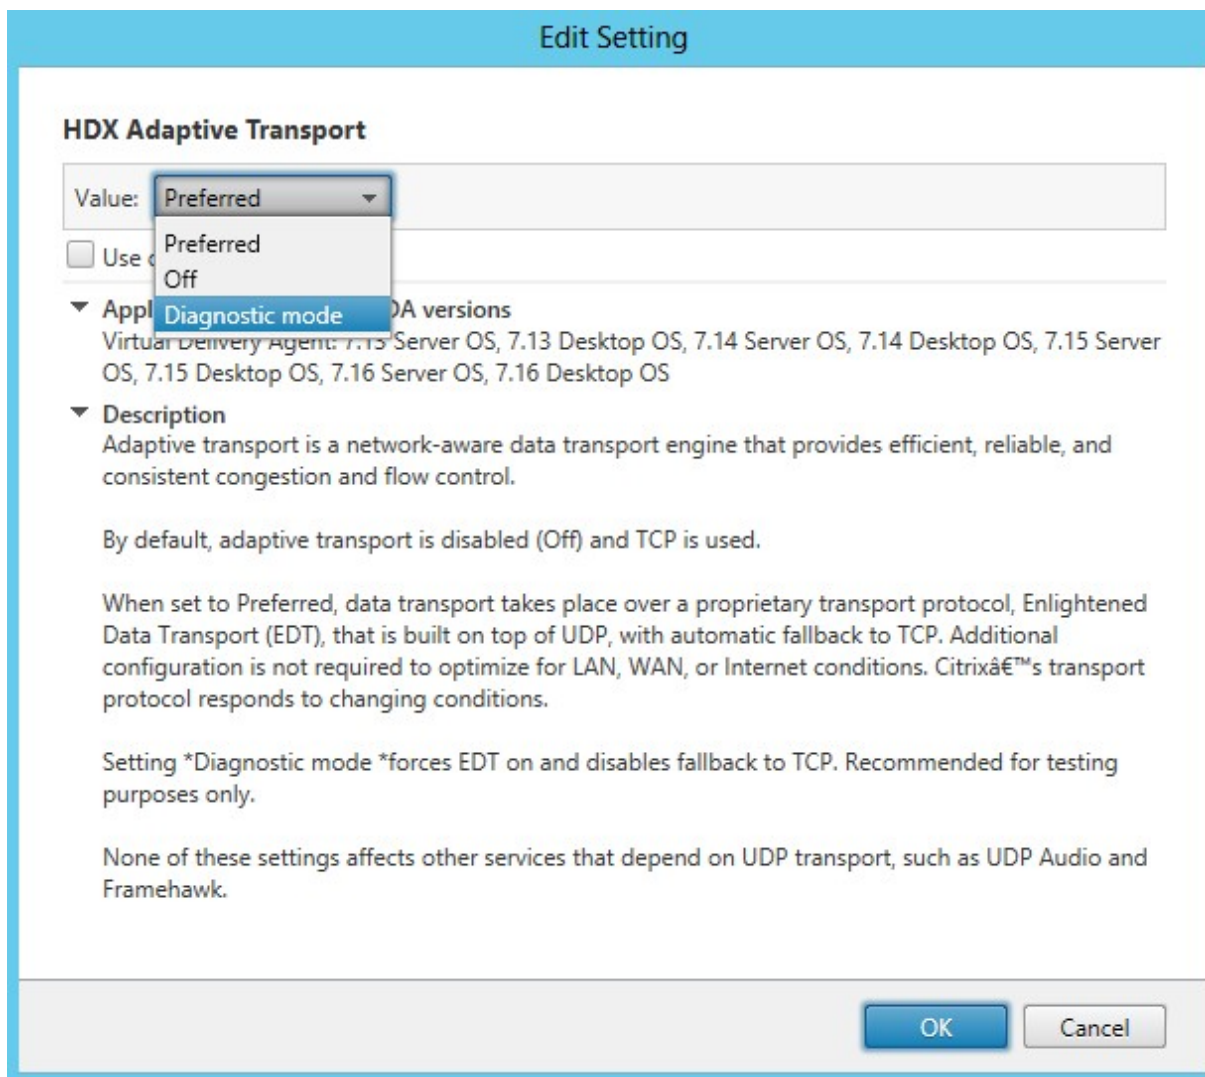 Edit Setting
HDX Adaptive Transport
Value: Preferred
Preferred
Use
Off
Diagnostic mode
Appl DA versions
Virtual Delivery Agent: 7.13 Server OS, 7.13 Desktop OS, 7.14 Server OS, 7.14 Desktop OS, 7.15 Server
OS, 7.15 Desktop OS, 7.16 Server OS, 7.16 Desktop OS
Description
Adaptive transport is a network-aware data transport engine that provides efficient, reliable, and
consistent congestion and flow control.
By default, adaptive transport is disabled (Off) and TCP is used.
When set to Preferred, data transport takes place over a proprietary transport protocol, Enlightened
Data Transport (EDT), that is built on top of UDP, with automatic fallback to TCP. Additional
configuration is not required to optimize for LAN, WAN, or Internet conditions. Citrixâ€™s transport
protocol responds to changing conditions.
Setting *Diagnostic mode *forces EDT on and disables fallback to TCP. Recommended for testing
purposes only.
None of these settings affects other services that depend on UDP transport, such as UDP Audio and
Framehawk.
OK
Cancel